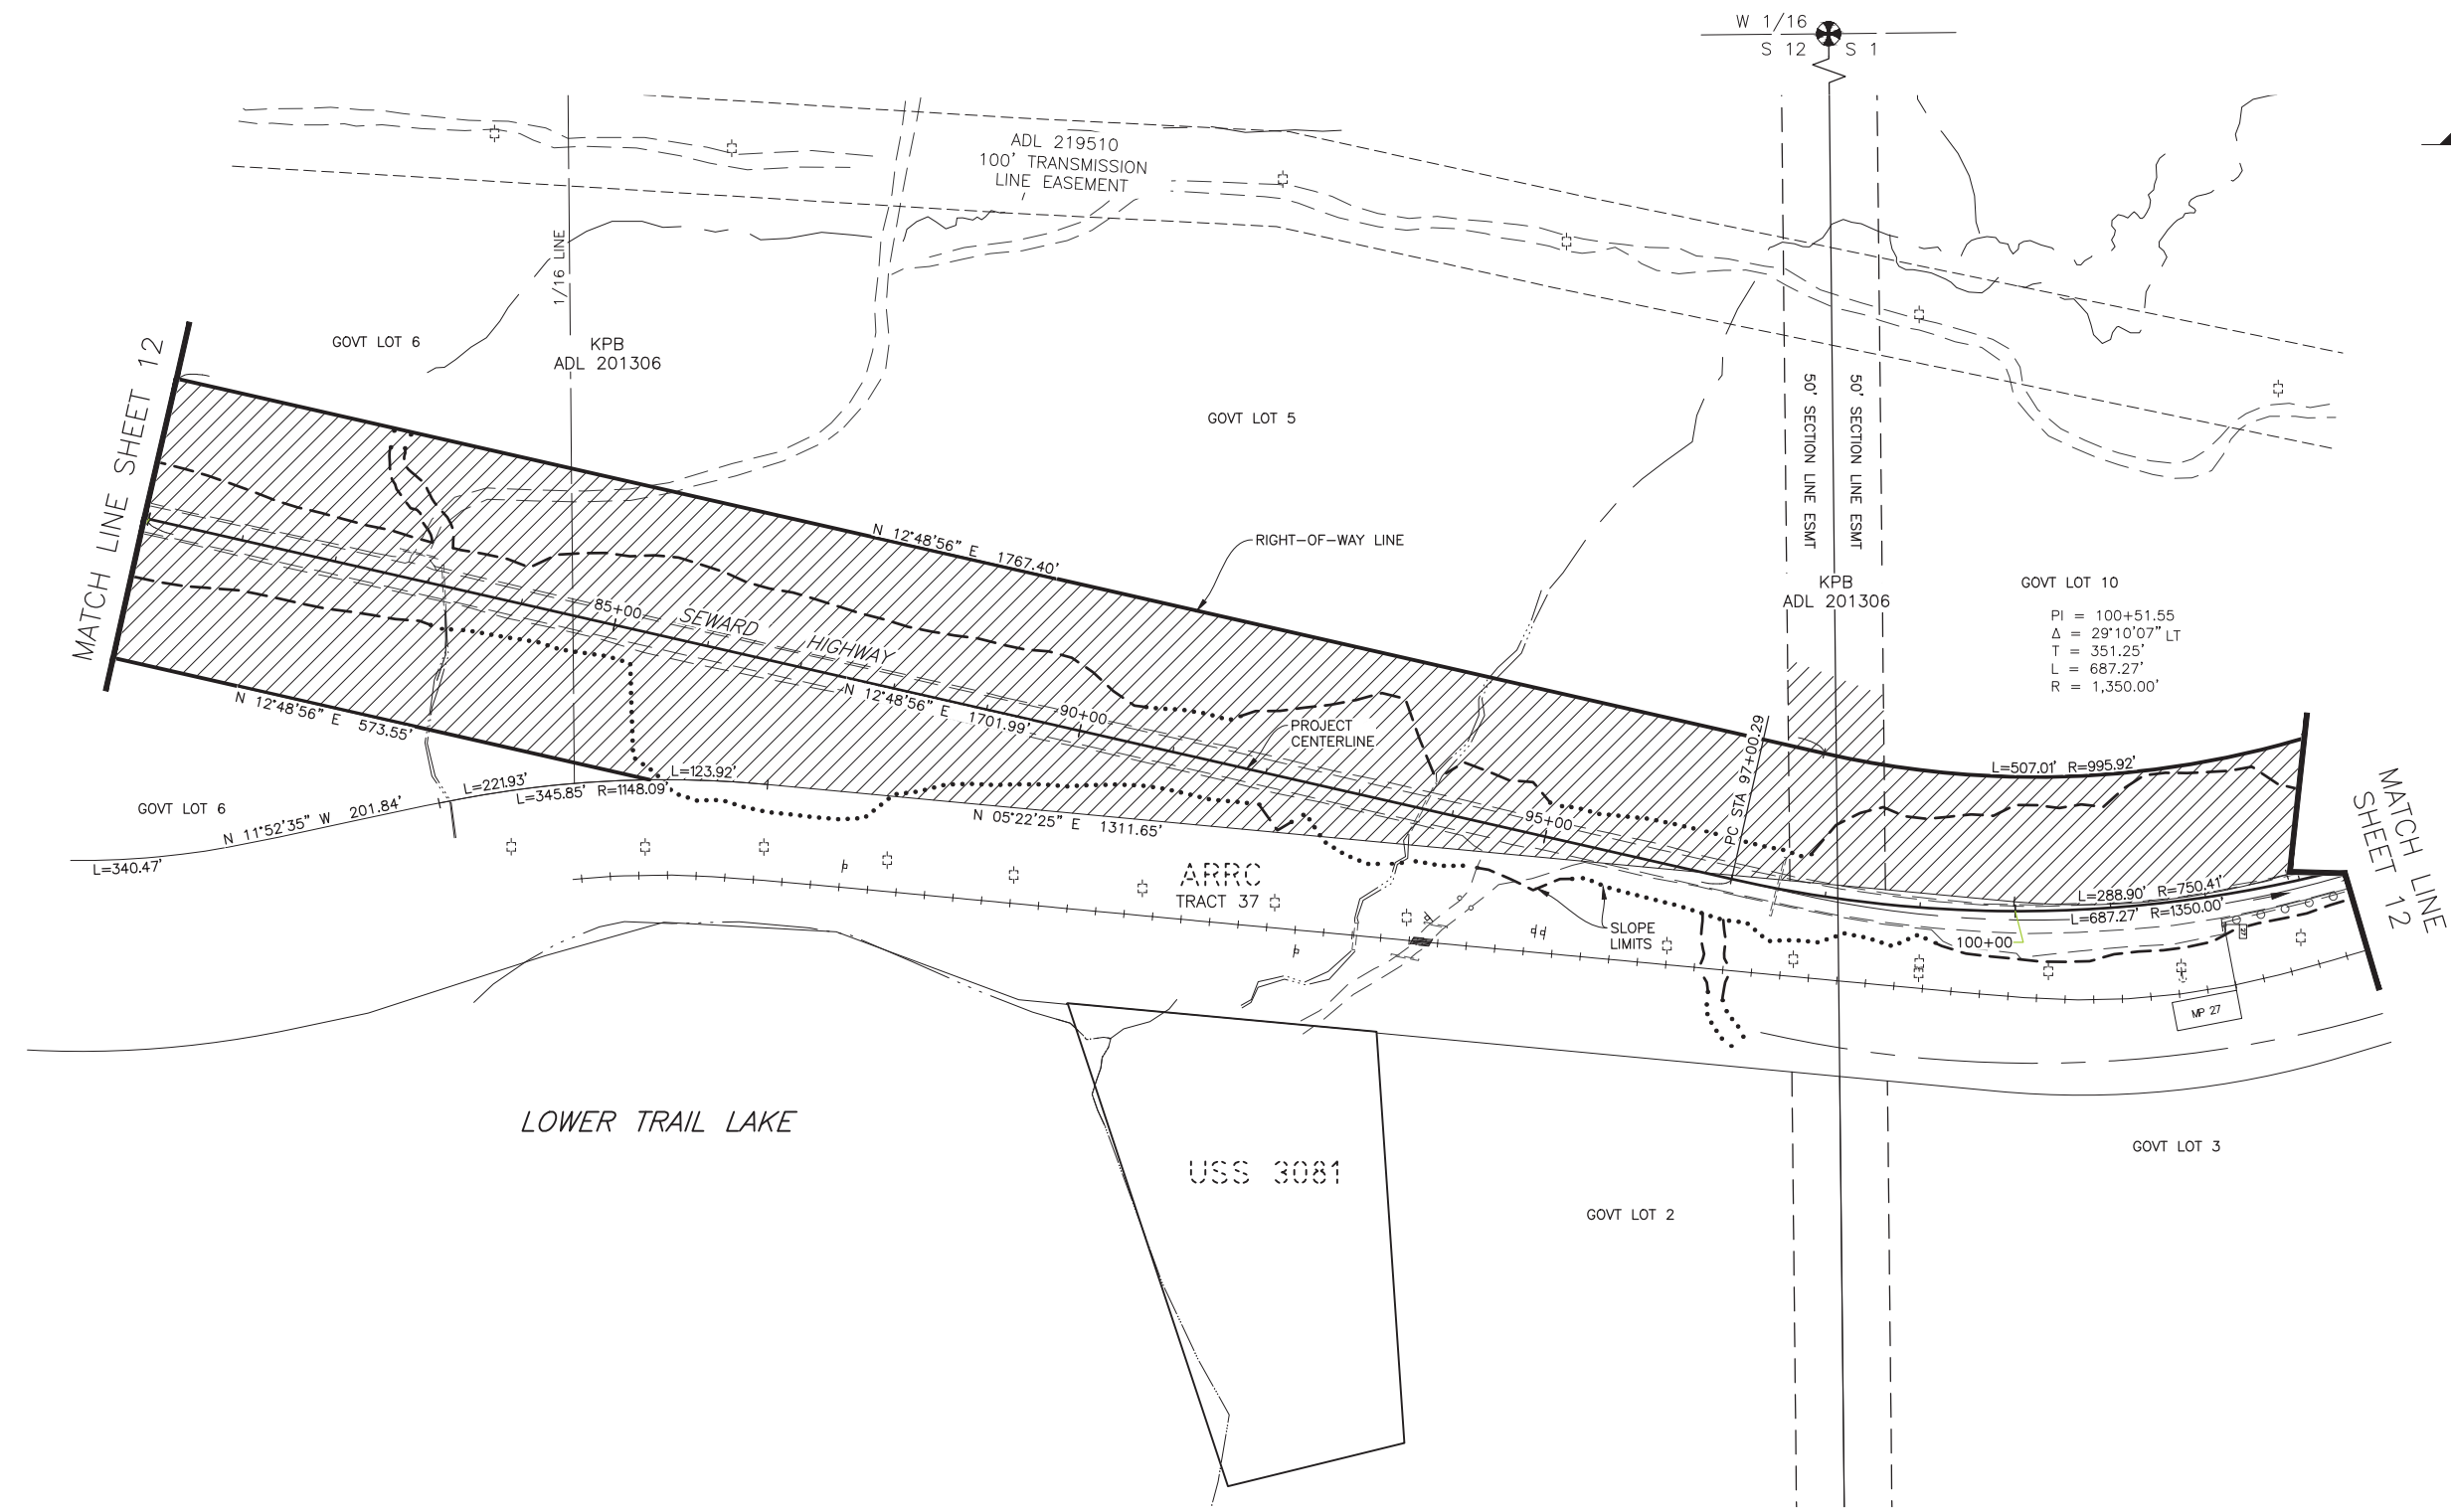 W 1/16
S 12 S 1
ADL 219510
100' TRANSMISSION
LINE EASEMENT
1/16 LINE
GOVT LOT 6
KPB
ADL 201306
MATCH LINE SHEET 12
GOVT LOT 5
50' SECTION LINE ESMT
50' SECTION LINE ESMT
N 12°48'56" E 1767.40'
RIGHT-OF-WAY LINE
KPB
ADL 201306
GOVT LOT 10
PI = 100+51.55
Δ = 29°10'07" LT
T = 351.25'
L = 687.27'
R = 1,350.00'
85+00
SEWARD HIGHWAY
N 12°48'56" E 1701.99'
90+00
PROJECT
CENTERLINE
PC STA 97+00.29
95+00
N 12°48'56" E 573.55'
L=507.01' R=995.92'
MATCH LINE
SHEET 12
L=123.92'
L=221.93'
L=345.85' R=1148.09'
GOVT LOT 6
N 11°52'35" W 201.84'
L=340.47'
N 05°22'25" E 1311.65'
ARRC
TRACT 37
SLOPE
LIMITS
L=288.90' R=750.41'
L=687.27' R=1350.00'
100+00
MP 27
LOWER TRAIL LAKE
USS 3081
GOVT LOT 3
GOVT LOT 2